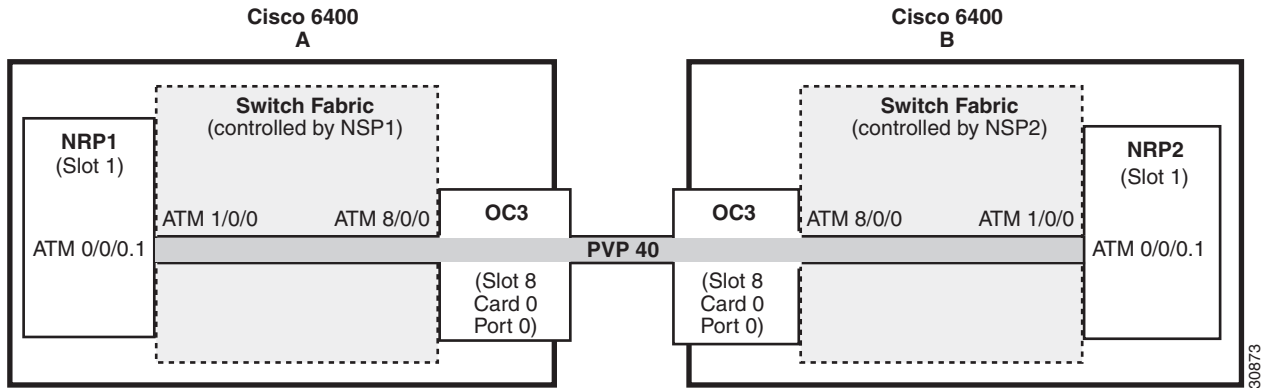 Cisco 6400
A
Cisco 6400
B
Switch Fabric
(controlled by NSP1)
NRP1
(Slot 1)
ATM 1/0/0
ATM 8/0/0
ATM 0/0/0.1
OC3
(Slot 8
Card 0
Port 0)
PVP 40
OC3
(Slot 8
Card 0
Port 0)
Switch Fabric
(controlled by NSP2)
ATM 8/0/0
ATM 1/0/0
NRP2
(Slot 1)
ATM 0/0/0.1
30873